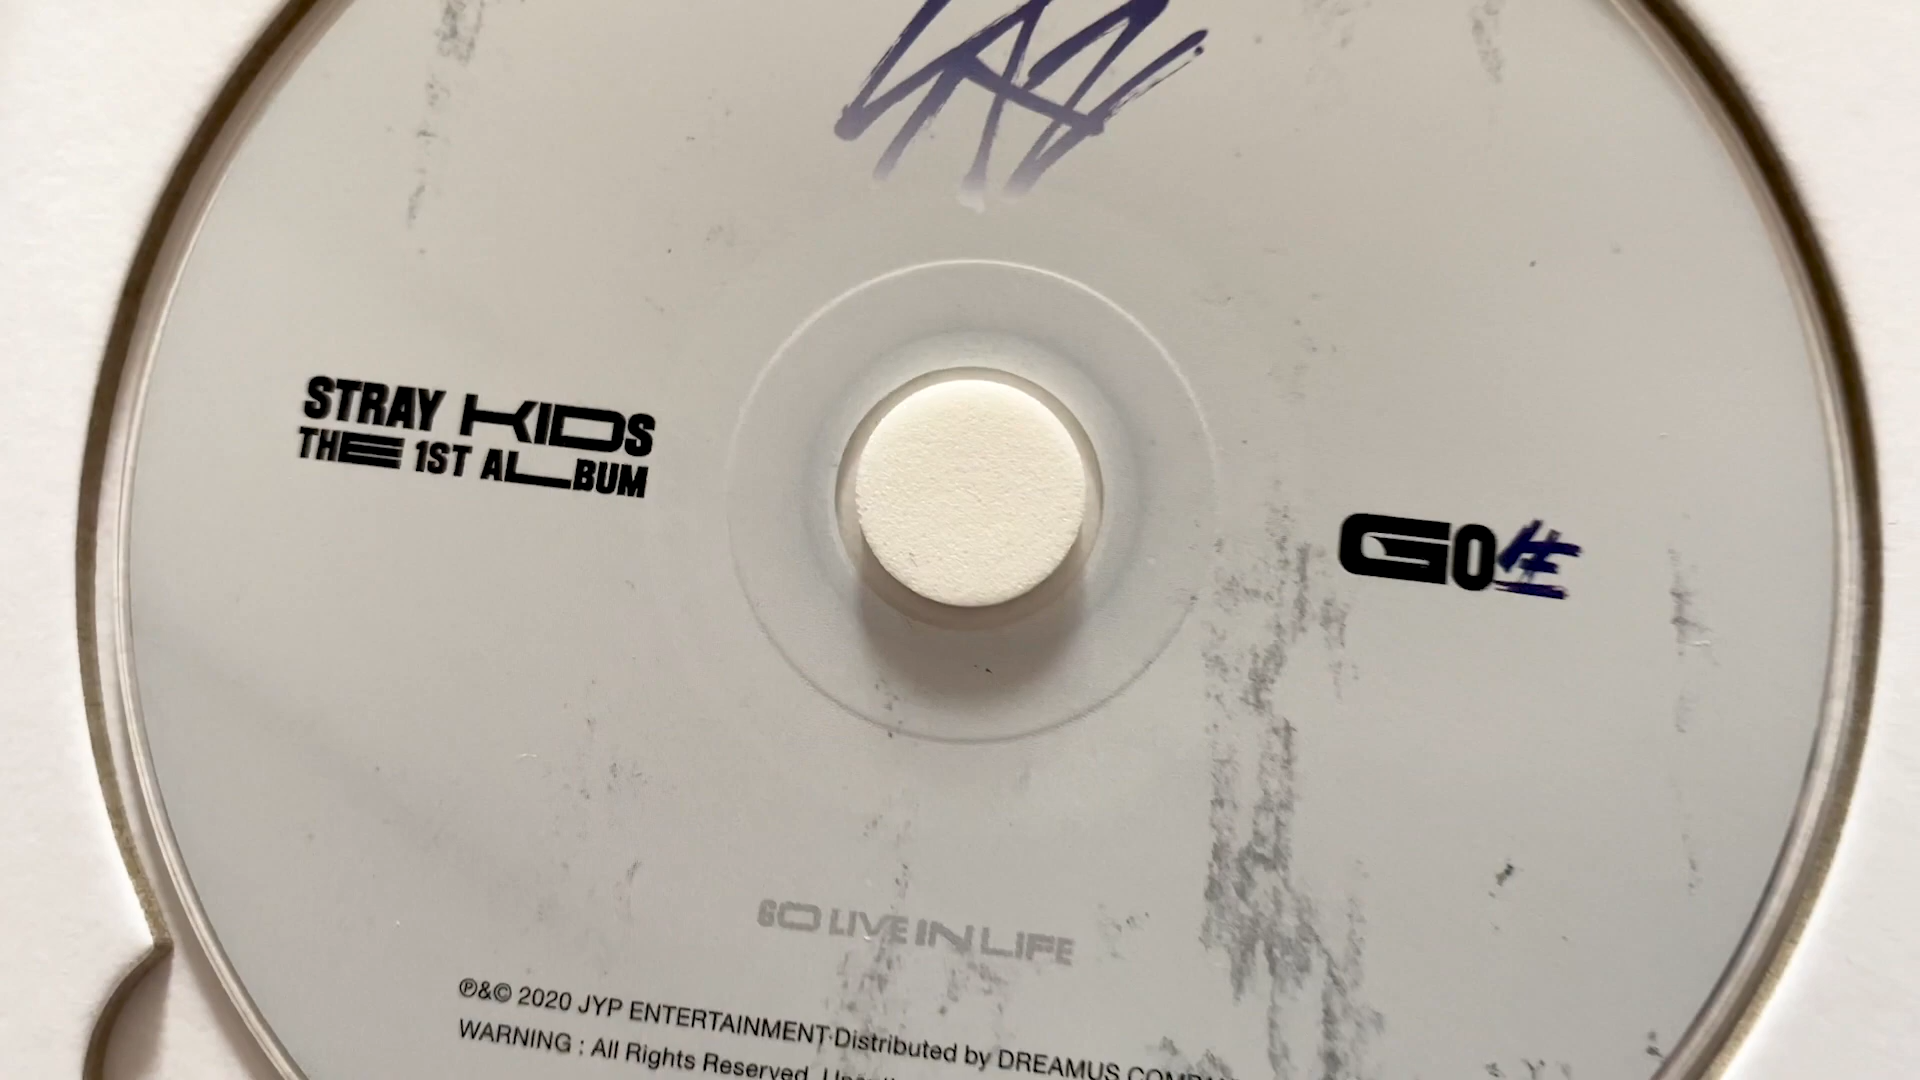 STRAY KIDS
THE 1ST ALBUM
GO生
GO LIVE IN LIFE
℗&© 2020 JYP ENTERTAINMENT·Distributed by DREAMUS
WARNING : All Rights Reserved.